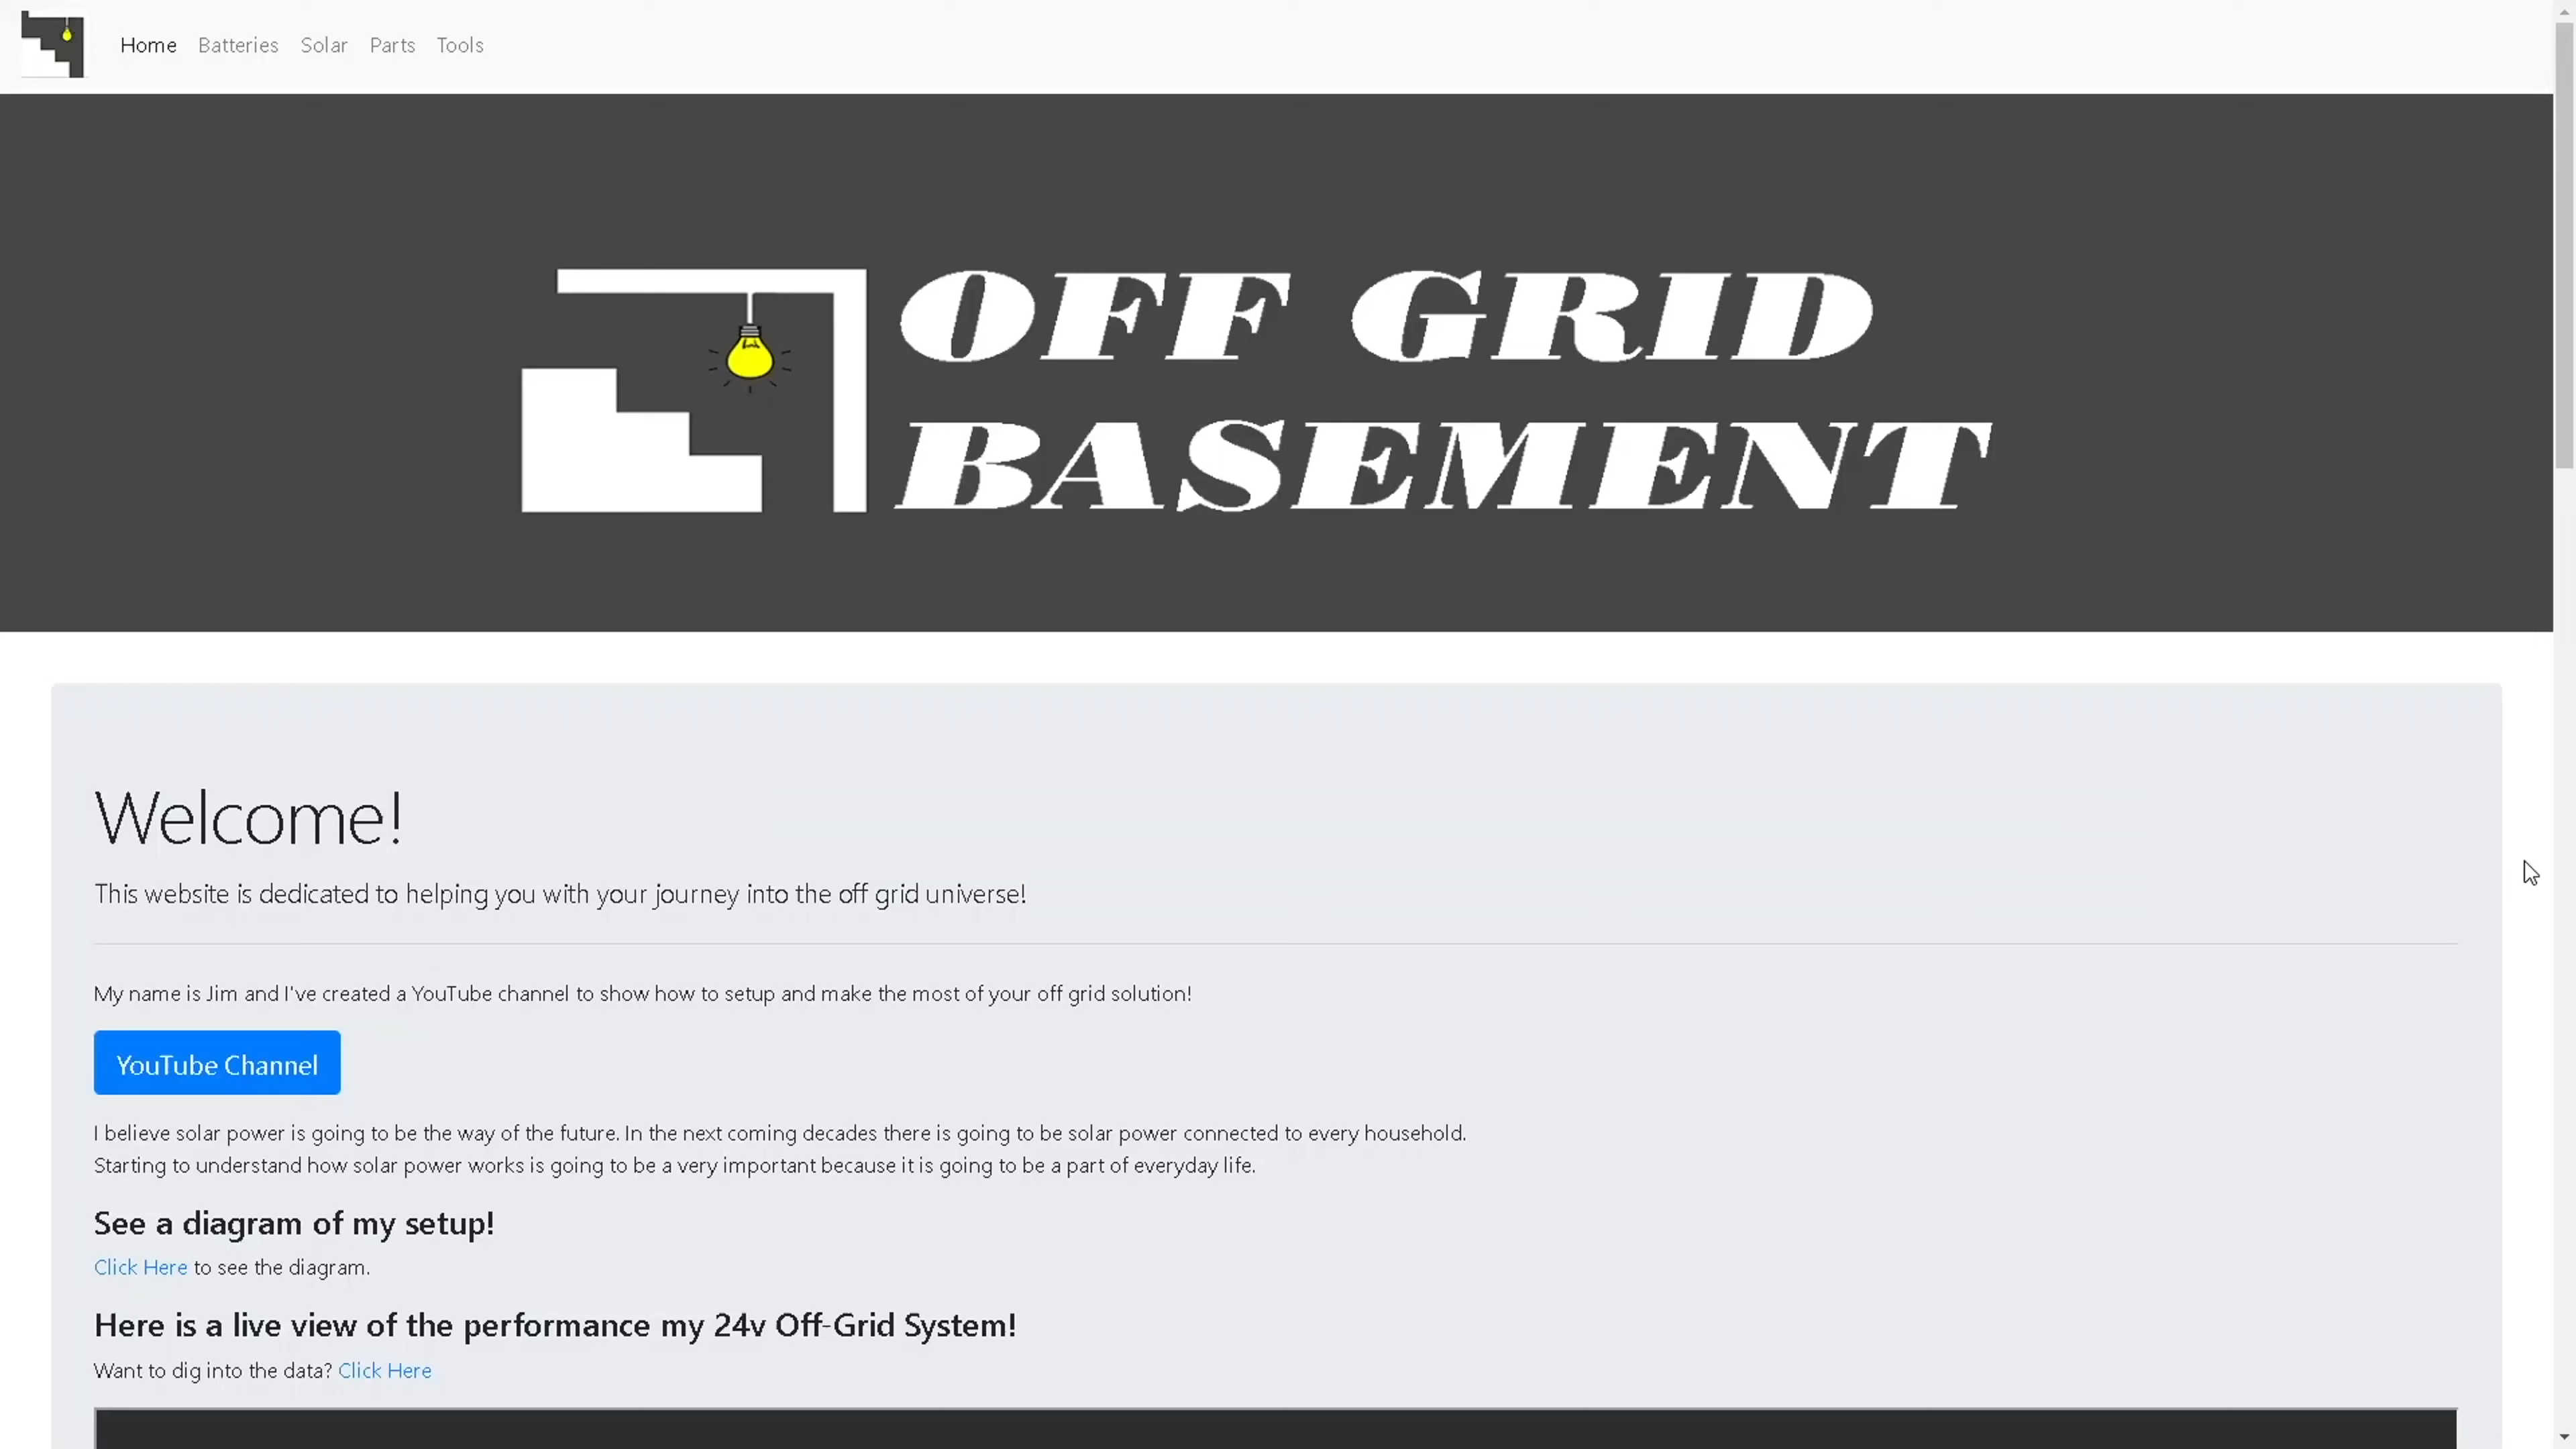 Home Batteries Solar Parts Tools
OFF GRID
BASEMENT
Welcome!
This website is dedicated to helping you with your journey into the off grid universe!
My name is Jim and I've created a YouTube channel to show how to setup and make the most of your off grid solution!
YouTube Channel
I believe solar power is going to be the way of the future. In the next coming decades there is going to be solar power connected to every household.
Starting to understand how solar power works is going to be a very important because it is going to be a part of everyday life.
See a diagram of my setup!
Click Here to see the diagram.
Here is a live view of the performance my 24v Off-Grid System!
Want to dig into the data? Click Here